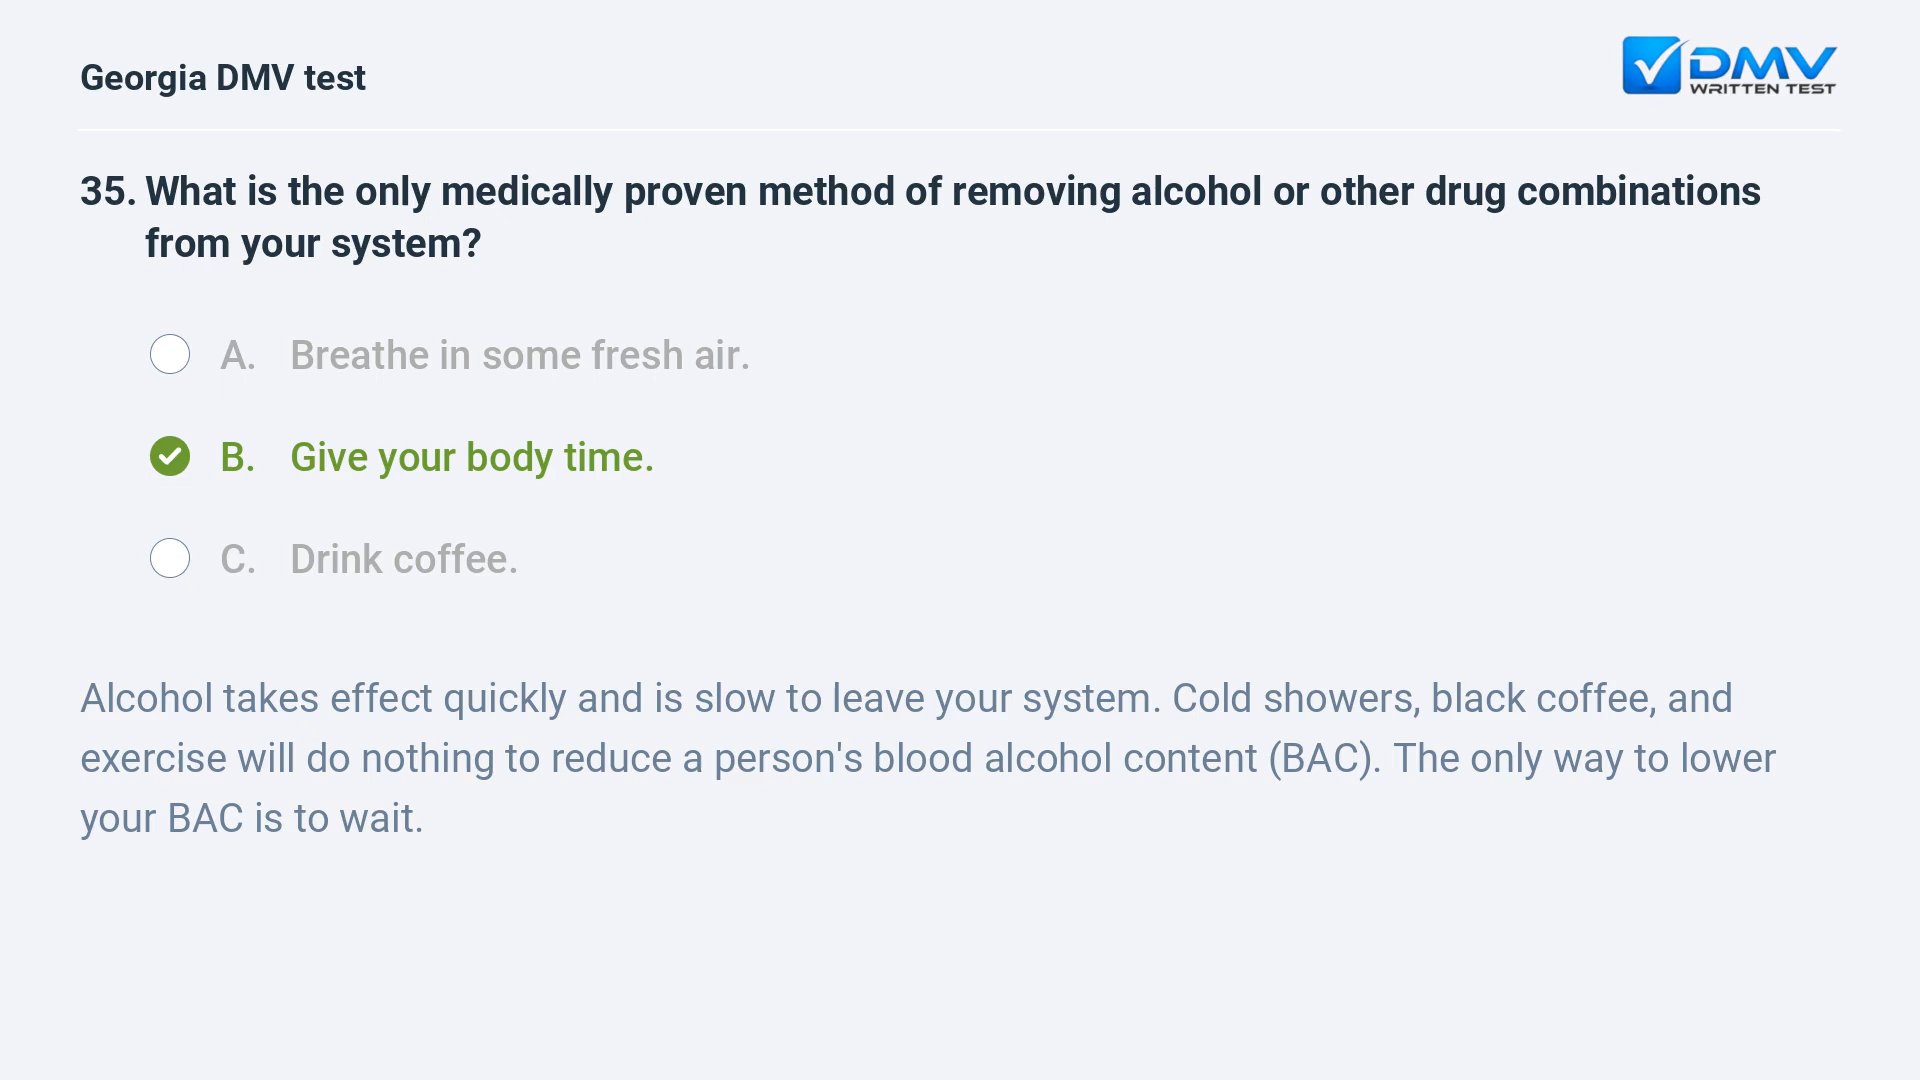 Georgia DMV test
DMV
WRITTEN TEST
35. What is the only medically proven method of removing alcohol or other drug combinations
from your system?
A. Breathe in some fresh air.
B. Give your body time.
C. Drink coffee.
Alcohol takes effect quickly and is slow to leave your system. Cold showers, black coffee, and
exercise will do nothing to reduce a person's blood alcohol content (BAC). The only way to lower
your BAC is to wait.